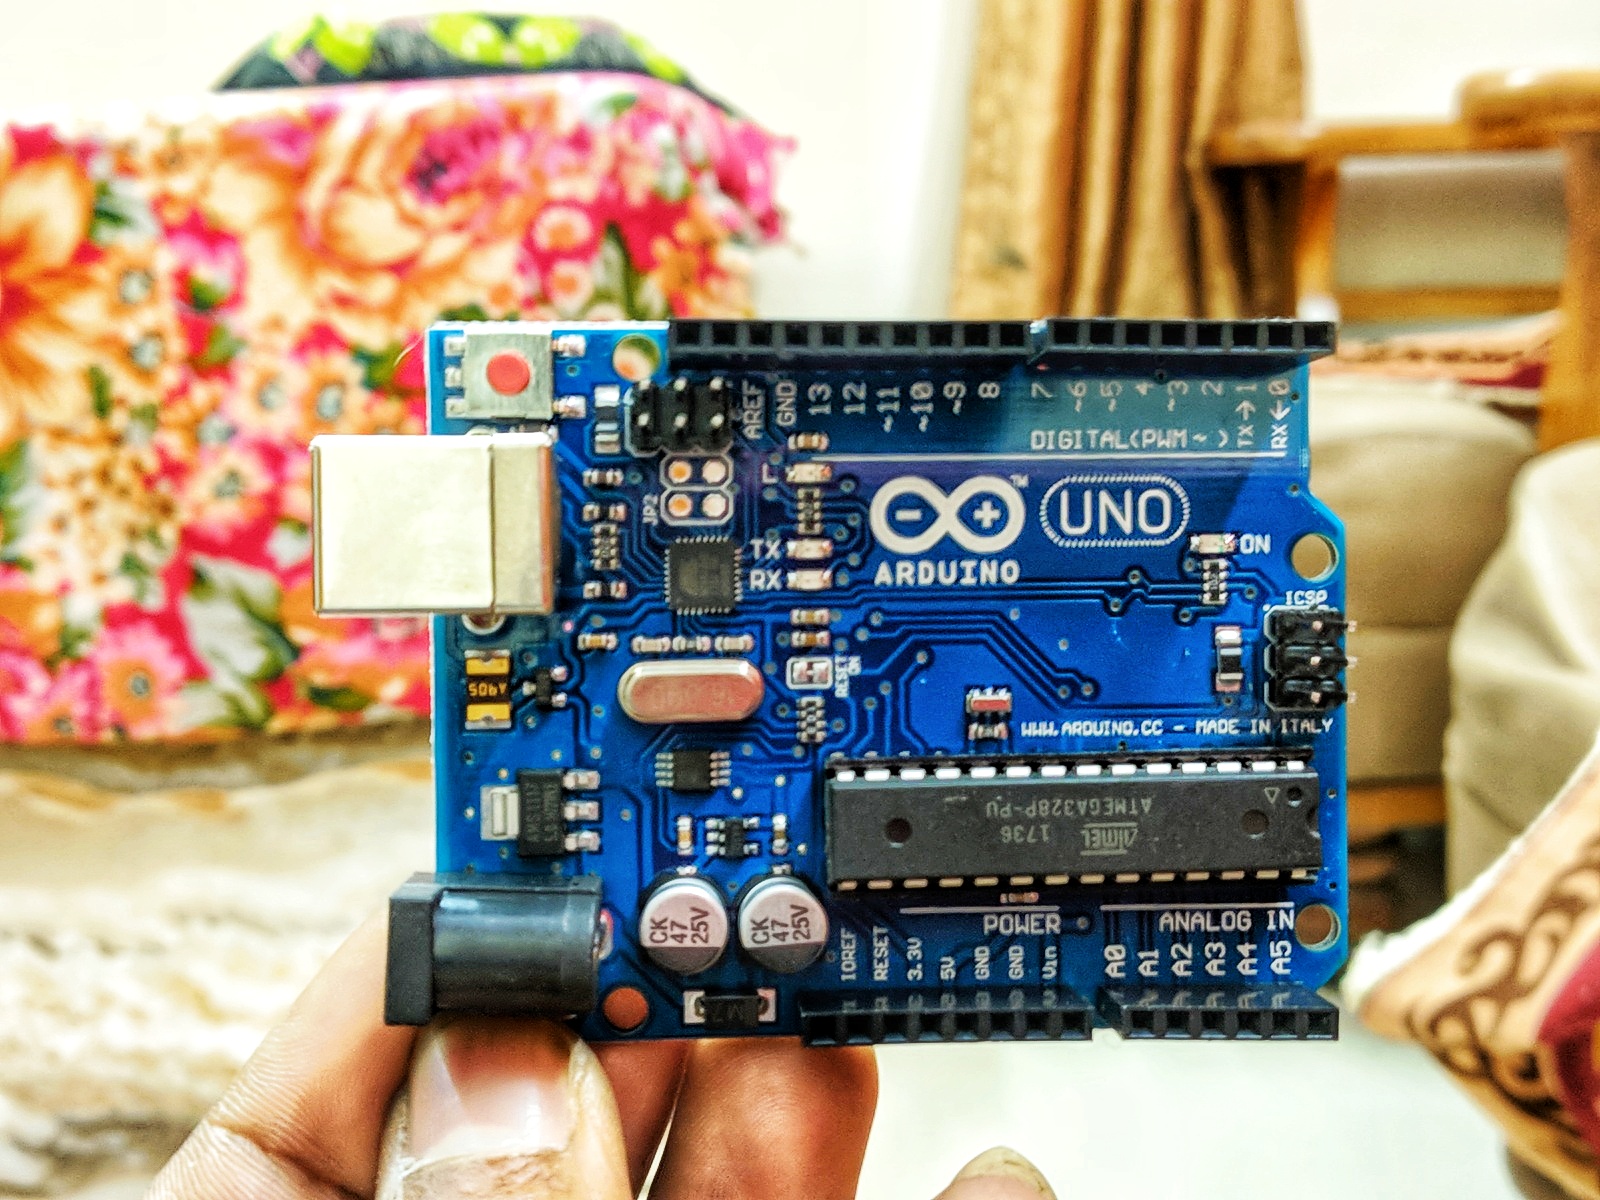 AREF
GND
13
12
~11
~10
~9
8
7
~6
~5
4
~3
2
TX→1
RX←0
DIGITAL(PWM~)
L
JP2
TX
RX
™
UNO
ARDUINO
ON
ICSP
RESET
ON
WWW.ARDUINO.CC - MADE IN ITALY
ATMEL
ATMEGA328P-PU
1736
CK
47
25V
CK
47
25V
M7
POWER
ANALOG IN
IOREF
RESET
3.3V
5V
GND
GND
Vin
A0
A1
A2
A3
A4
A5